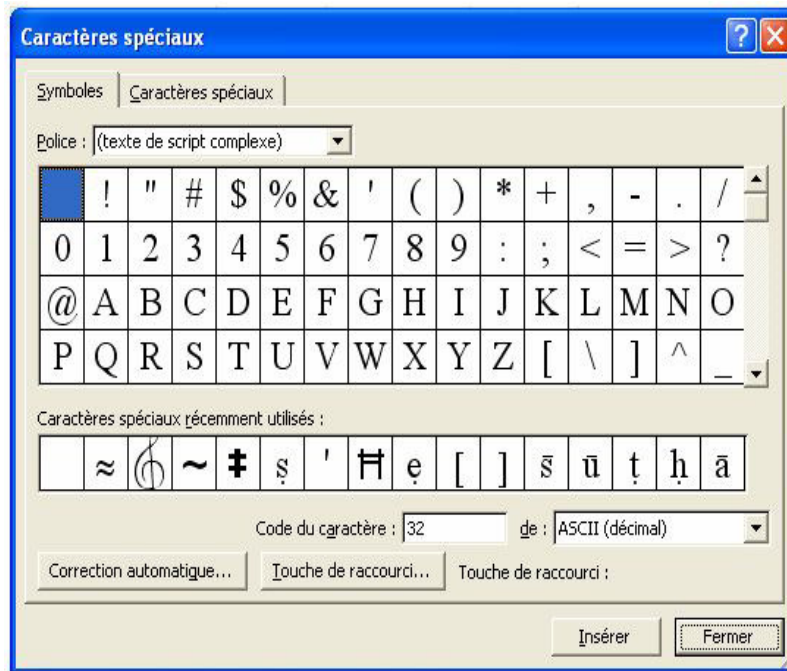 Caractères spéciaux
Symboles Caractères spéciaux
Police : (texte de script complexe)
! " # $ % & ' ( ) * + , - . /
0 1 2 3 4 5 6 7 8 9 : ; < = > ?
@ A B C D E F G H I J K L M N O
P Q R S T U V W X Y Z [ \ ] ^ _
Caractères spéciaux récemment utilisés :
≈ 𝄞 ~ ‡ ṣ ' Ħ ẹ [ ] s̄ ū ṭ ḥ ā
Code du caractère : 32 de : ASCII (décimal)
Correction automatique... Touche de raccourci... Touche de raccourci :
Insérer Fermer